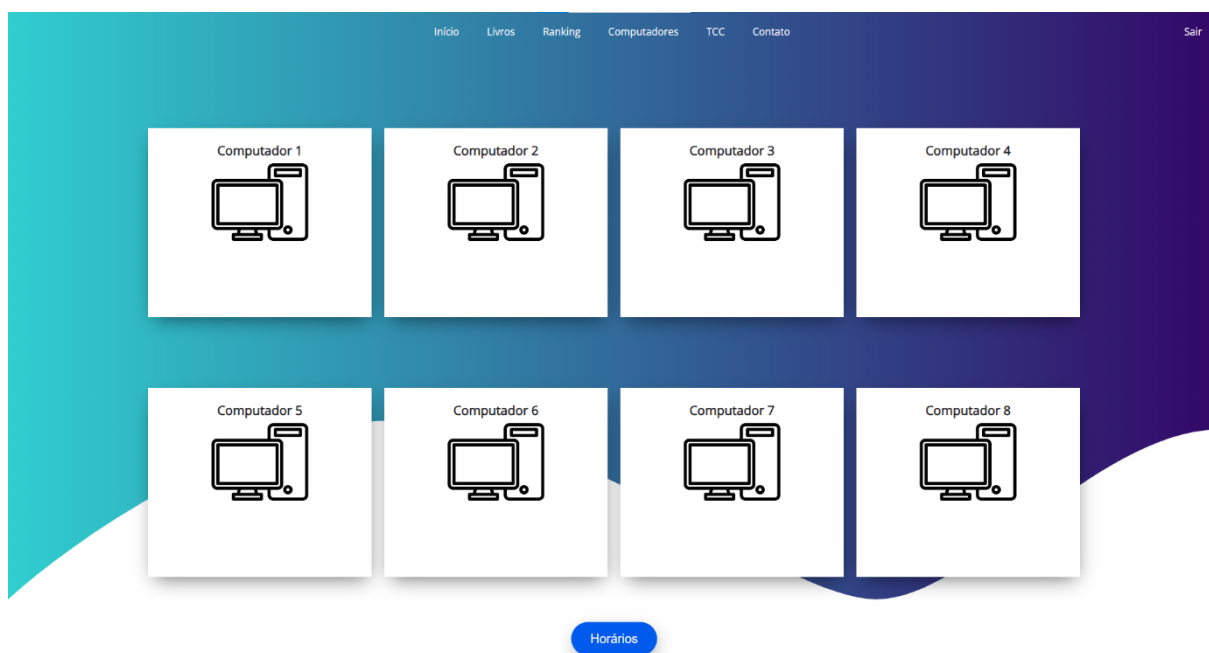 Início Livros Ranking Computadores TCC Contato Sair
Computador 1 Computador 2 Computador 3 Computador 4
Computador 5 Computador 6 Computador 7 Computador 8
Horários